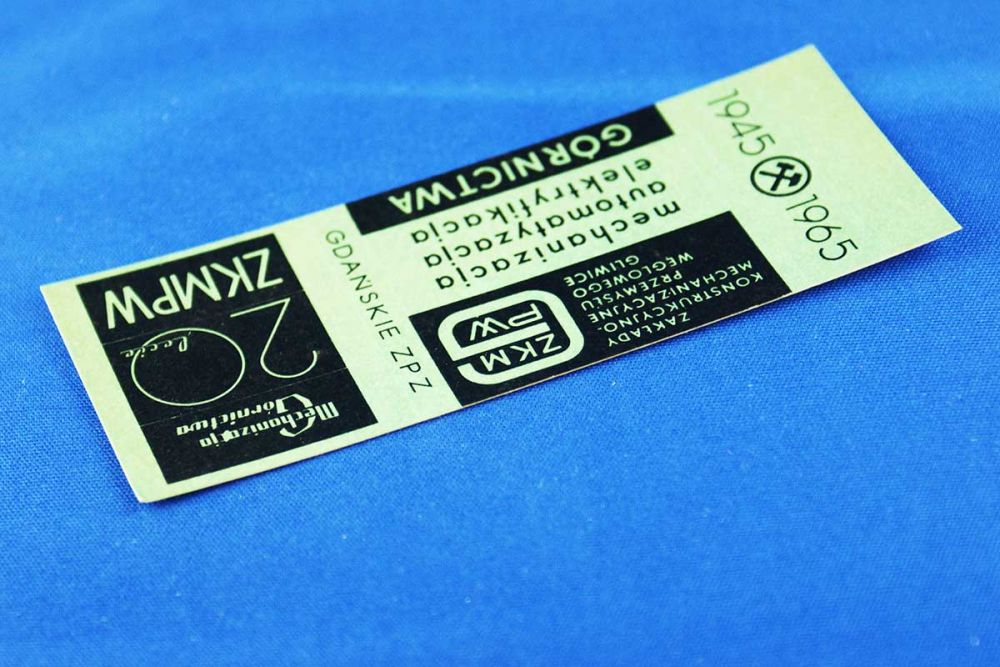 1945 1965
ZAKŁADY
KONSTRUKCYJNO-
MECHANIZACYJNE
PRZEMYSŁU
WĘGLOWEGO
GLIWICE
ZKM
PW
mechanizacja
automatyzacja
elektryfikacja
GÓRNICTWA
GDAŃSKIE ZPZ
Mechanizacja
Górnictwa
20
lecie
ZKMPW